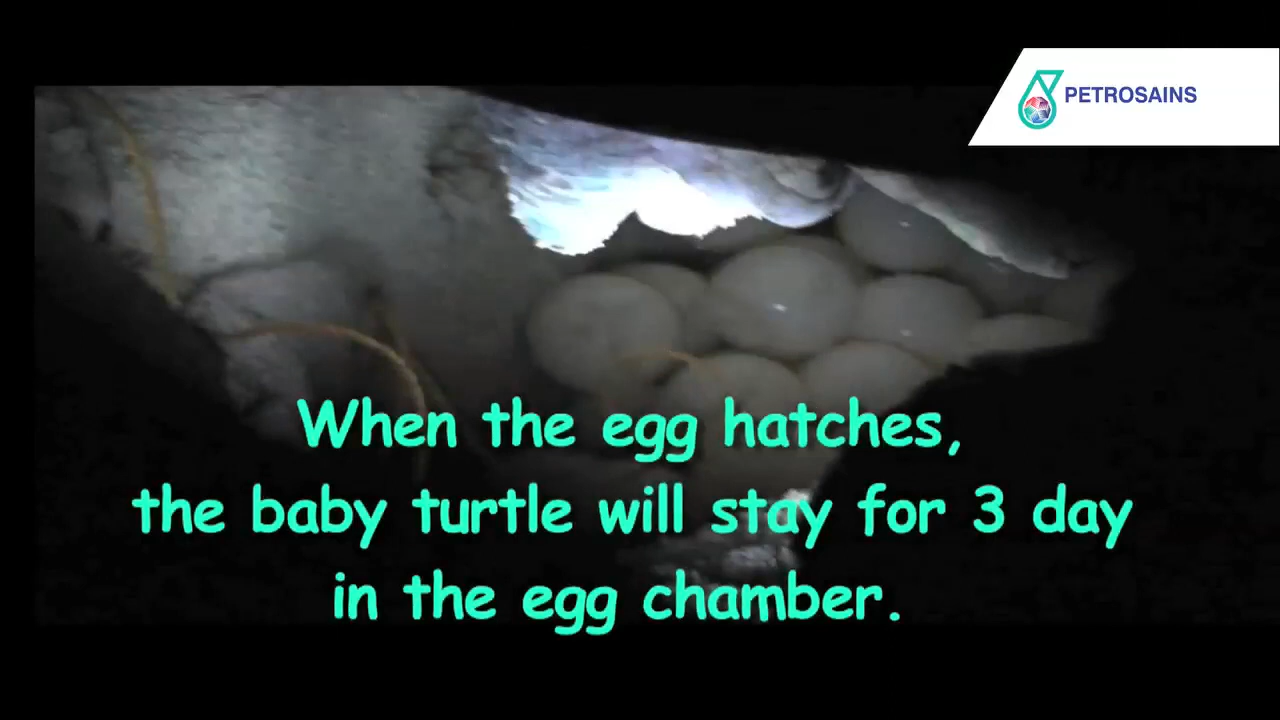 PETROSAINS
When the egg hatches,
the baby turtle will stay for 3 day
in the egg chamber.